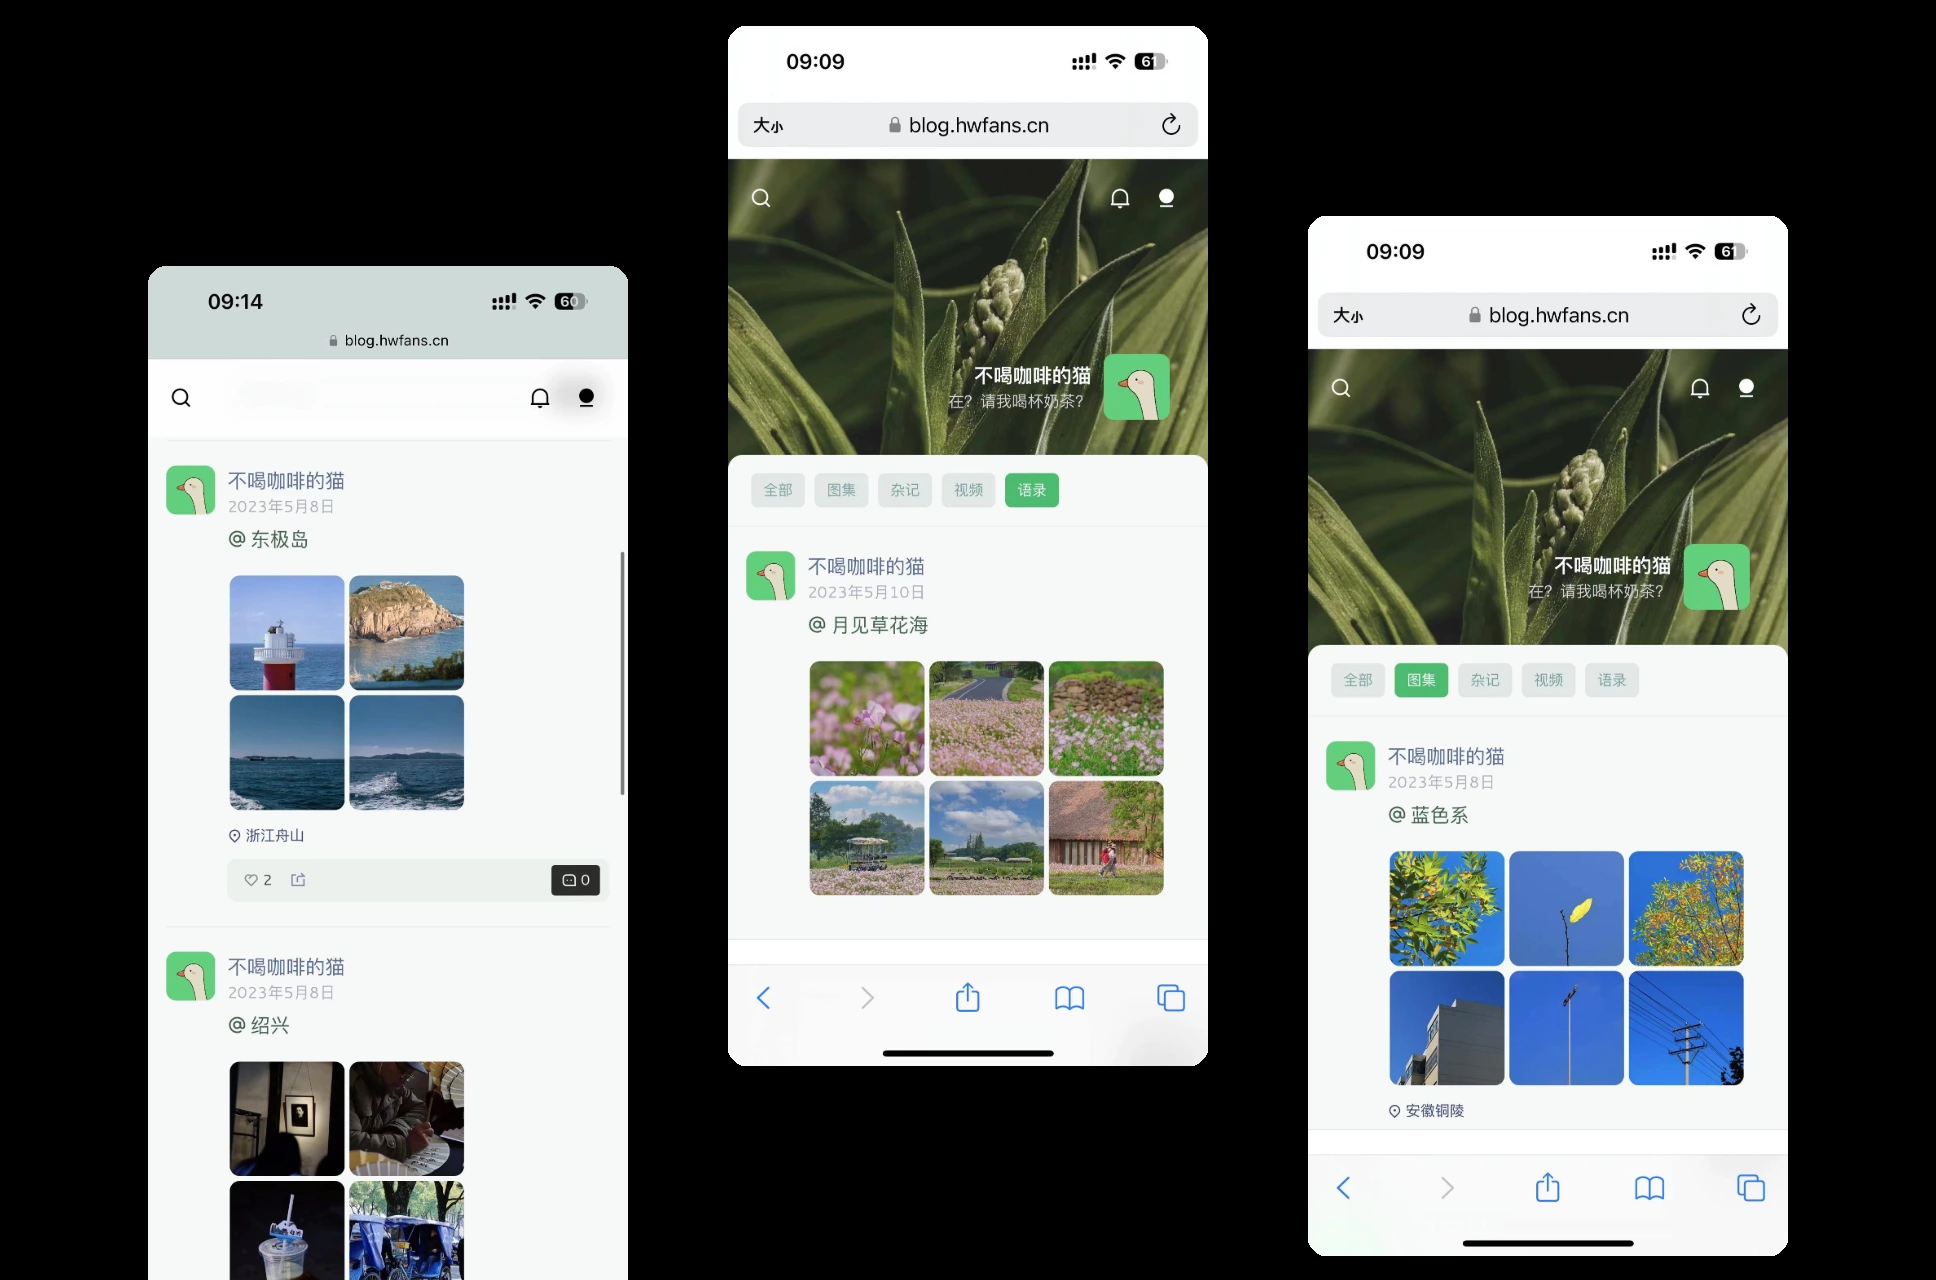 09:14
60
blog.hwfans.cn
不喝咖啡的猫
2023年5月8日
@ 东极岛
浙江舟山
2
0
不喝咖啡的猫
2023年5月8日
@ 绍兴
09:09
61
大小
blog.hwfans.cn
不喝咖啡的猫
在？请我喝杯奶茶？
全部 图集 杂记 视频 语录
不喝咖啡的猫
2023年5月10日
@ 月见草花海
09:09
61
大小
blog.hwfans.cn
不喝咖啡的猫
在？请我喝杯奶茶？
全部 图集 杂记 视频 语录
不喝咖啡的猫
2023年5月8日
@ 蓝色系
安徽铜陵